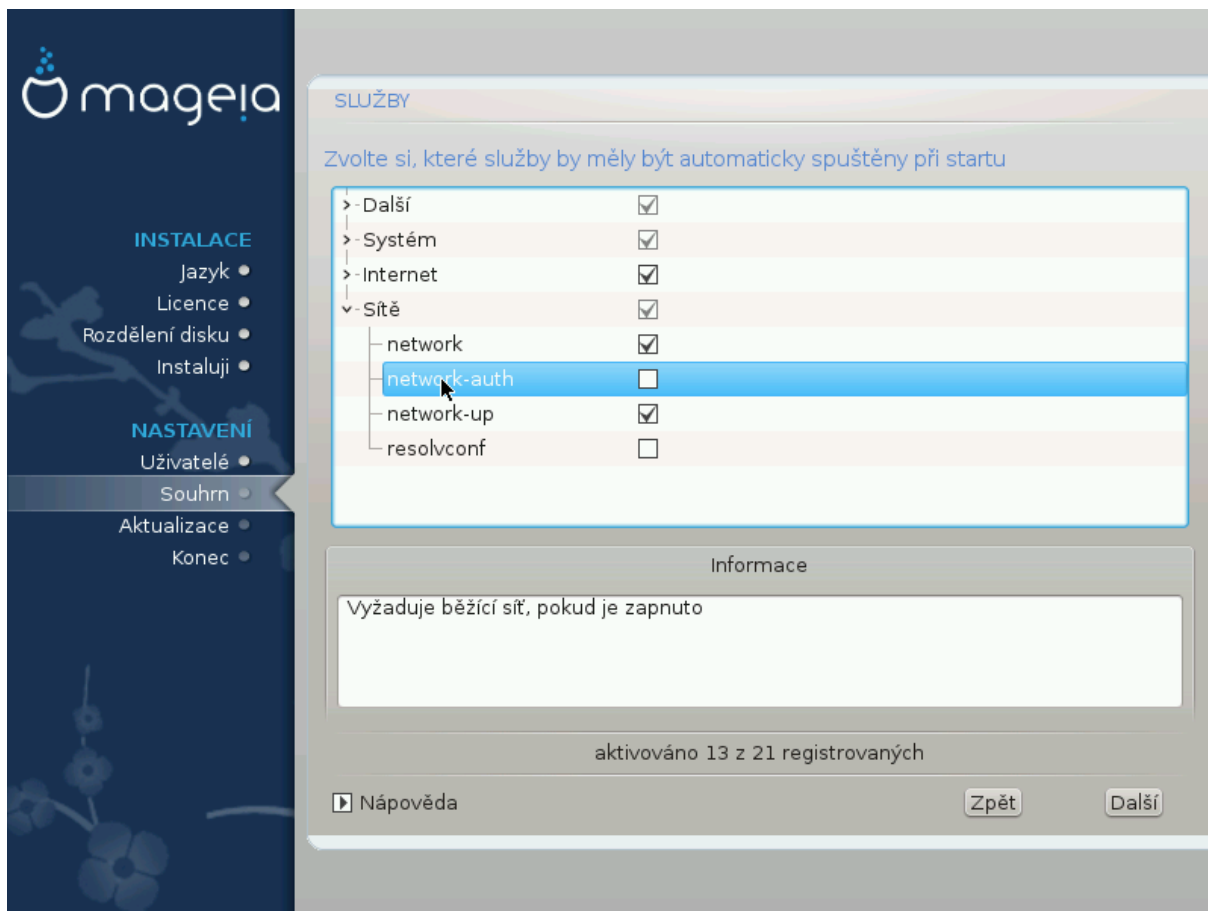 mageia
INSTALACE
Jazyk
Licence
Rozdělení disku
Instaluji
NASTAVENÍ
Uživatelé
Souhrn
Aktualizace
Konec
SLUŽBY
Zvolte si, které služby by měly být automaticky spuštěny při startu
Další
Systém
Internet
Sítě
network
network-auth
network-up
resolvconf
Informace
Vyžaduje běžící síť, pokud je zapnuto
aktivováno 13 z 21 registrovaných
Nápověda
Zpět
Další